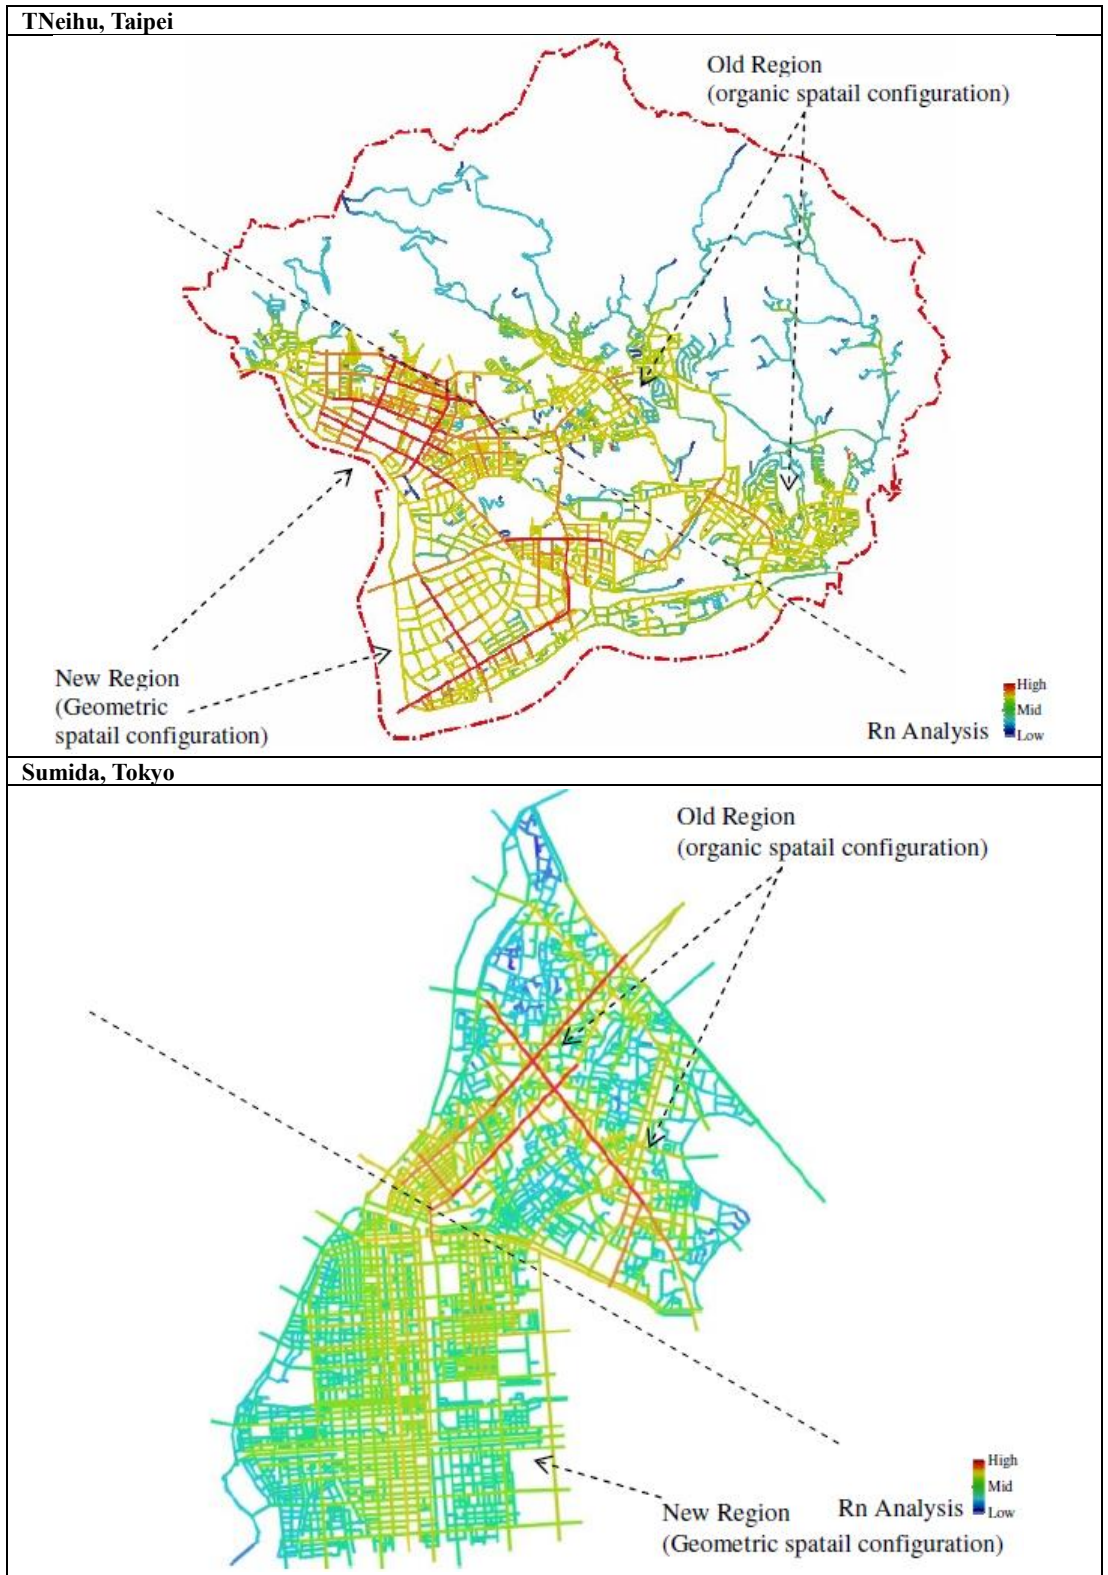 TNeihu, Taipei
Old Region
(organic spatail configuration)
New Region
(Geometric
spatail configuration)
Rn Analysis
High
Mid
Low
Sumida, Tokyo
Old Region
(organic spatail configuration)
New Region
(Geometric spatail configuration)
Rn Analysis
High
Mid
Low